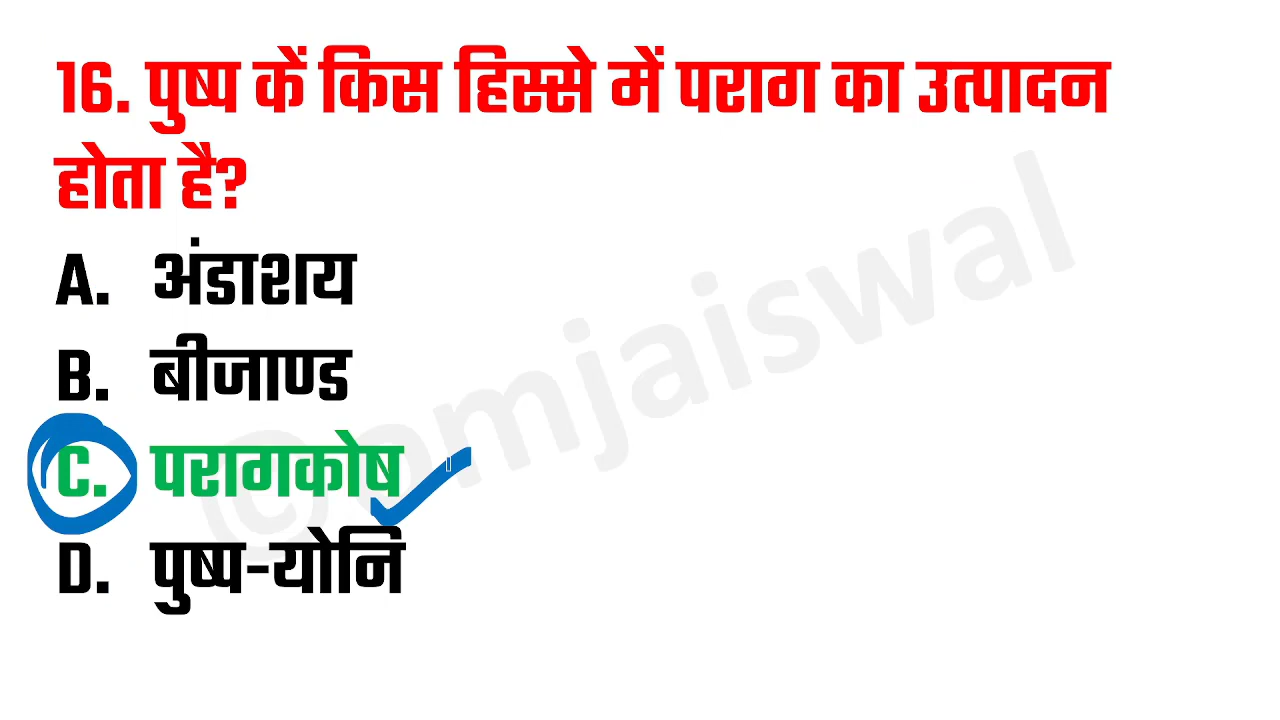 16. पुष्प कें किस हिस्से में पराग का उत्पादन
होता है?
A. अंडाशय
B. बीजाण्ड
C. परागकोष
D. पुष्प-योनि
©omjaiswal